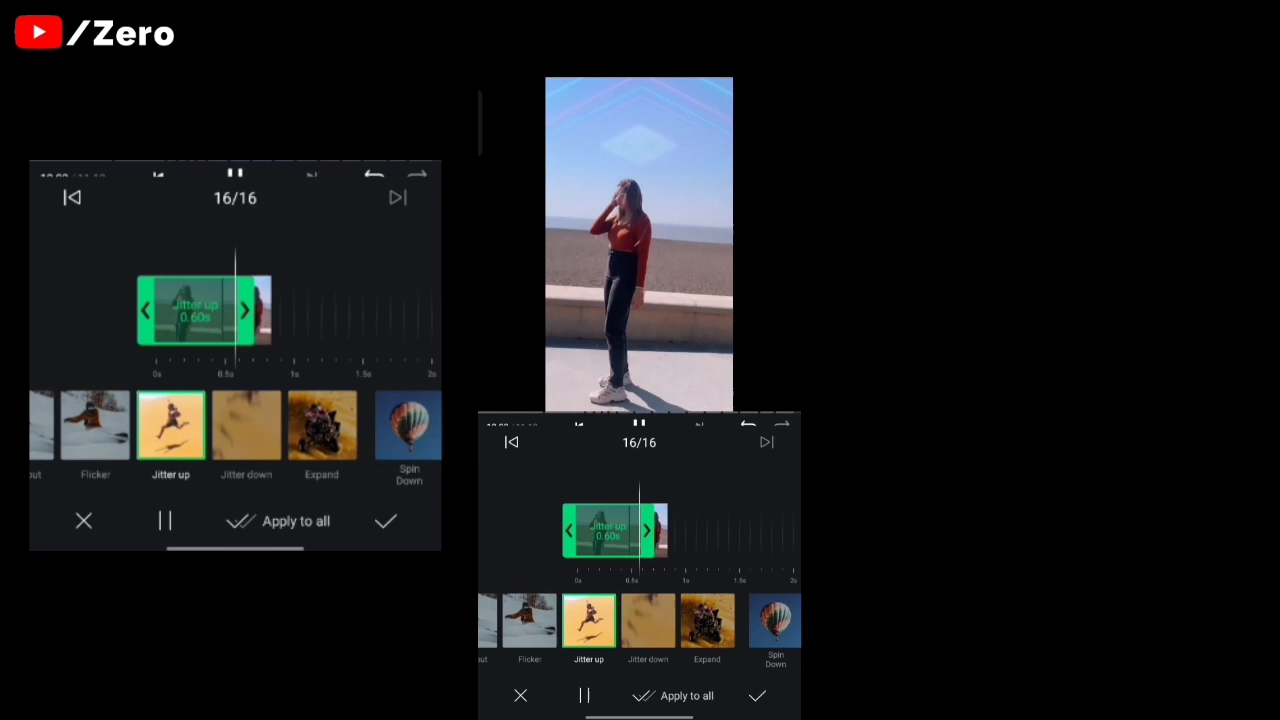 /Zero
16/16
Jitter up
0.60s
0s
0.5s
1s
1.5s
2s
out
Flicker
Jitter up
Jitter down
Expand
Spin
Down
Apply to all
16/16
Jitter up
0.60s
0s
0.5s
1s
1.5s
2s
out
Flicker
Jitter up
Jitter down
Expand
Spin
Down
Apply to all